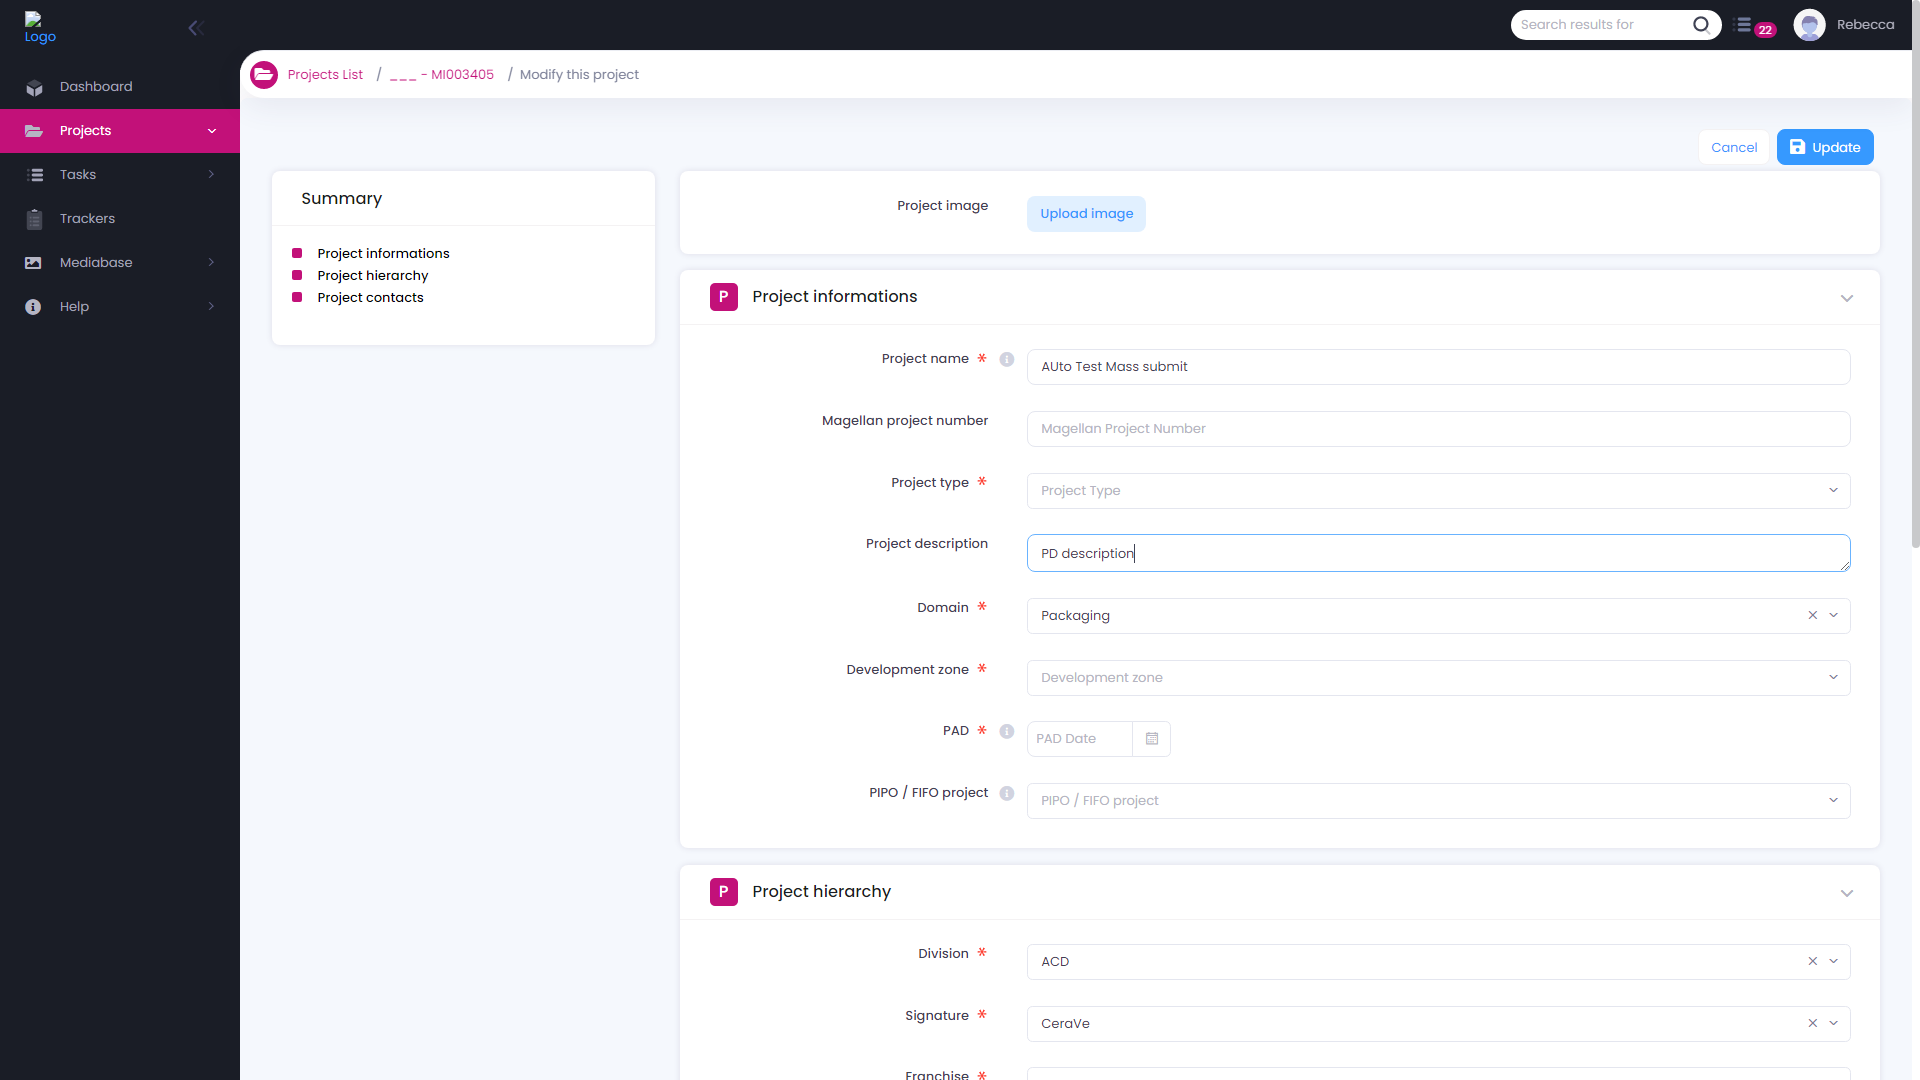 Logo
Search results for
22
Rebecca
Dashboard
Projects
Tasks
Trackers
Mediabase
Help
Projects List / ___ - MI003405 / Modify this project
Cancel
Update
Summary
Project informations
Project hierarchy
Project contacts
Project image
Upload image
P Project informations
Project name *
AUto Test Mass submit
Magellan project number
Magellan Project Number
Project type *
Project Type
Project description
PD description
Domain *
Packaging
Development zone *
Development zone
PAD *
PAD Date
PIPO / FIFO project
PIPO / FIFO project
P Project hierarchy
Division *
ACD
Signature *
CeraVe
Franchise *